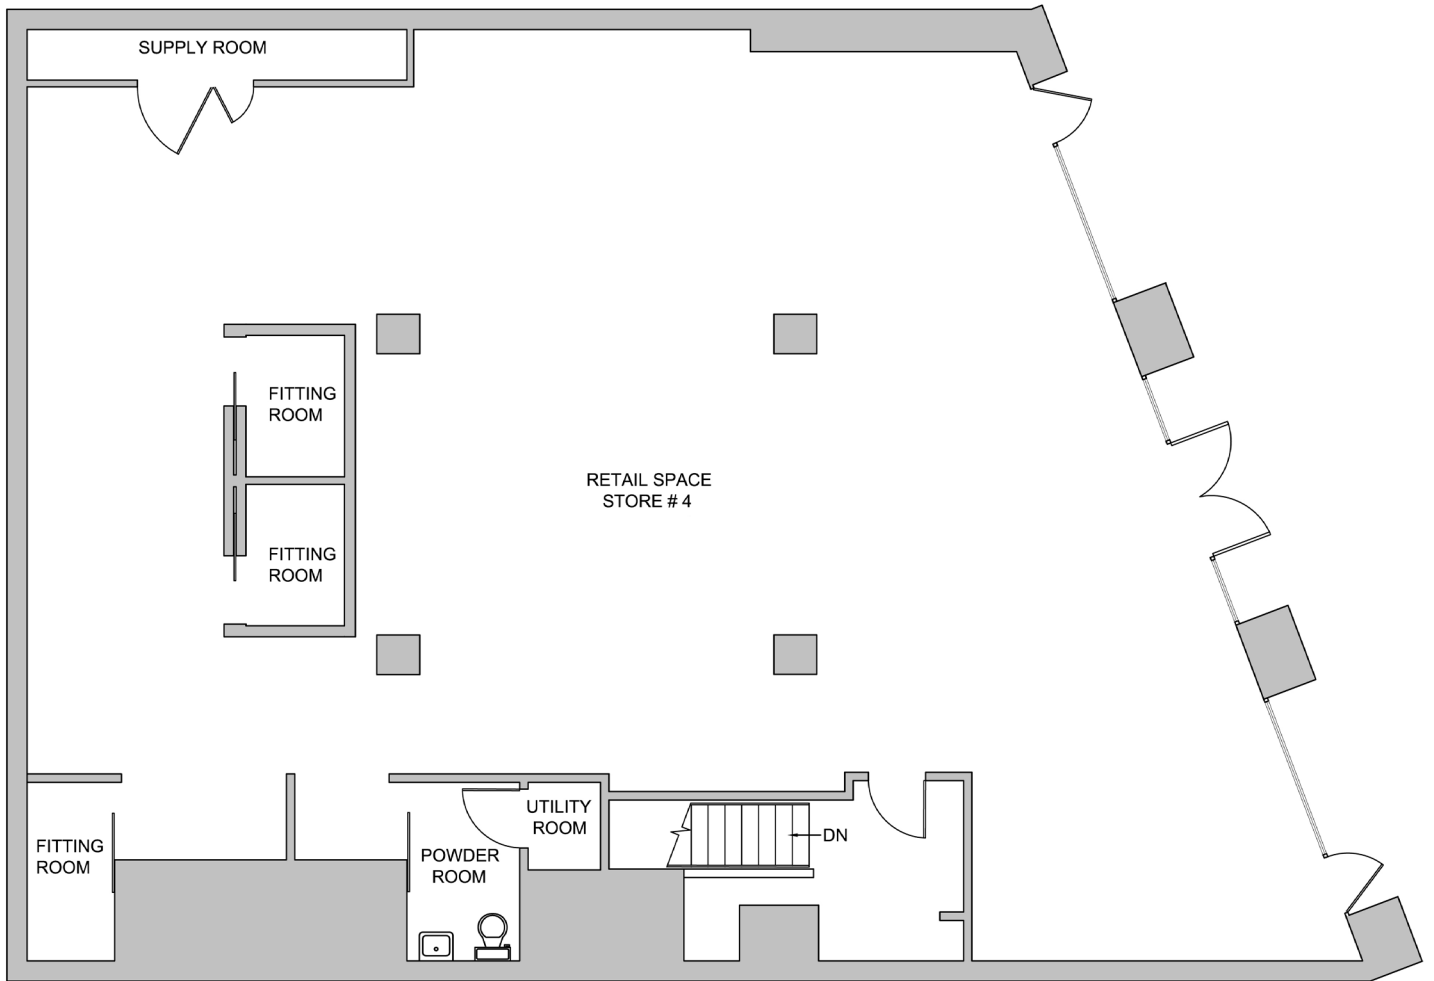 SUPPLY ROOM
FITTING
ROOM
RETAIL SPACE
STORE # 4
FITTING
ROOM
UTILITY
ROOM
DN
FITTING
ROOM
POWDER
ROOM